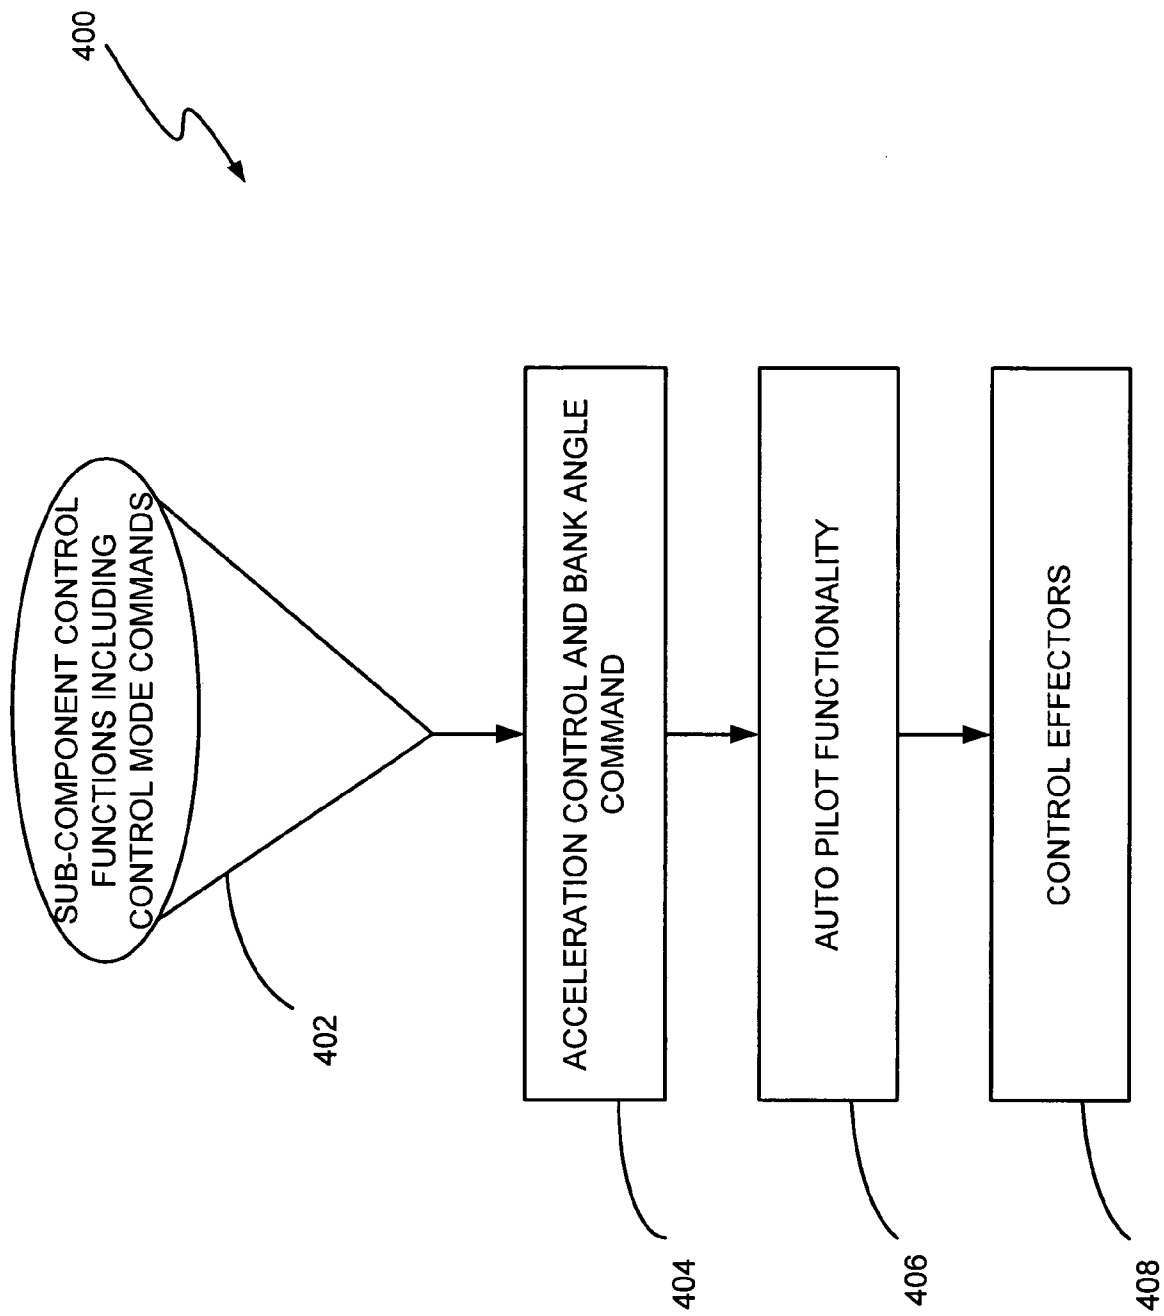 400
SUB-COMPONENT CONTROL
FUNCTIONS INCLUDING
CONTROL MODE COMMANDS
402
ACCELERATION CONTROL AND BANK ANGLE
COMMAND
404
AUTO PILOT FUNCTIONALITY
406
CONTROL EFFECTORS
408